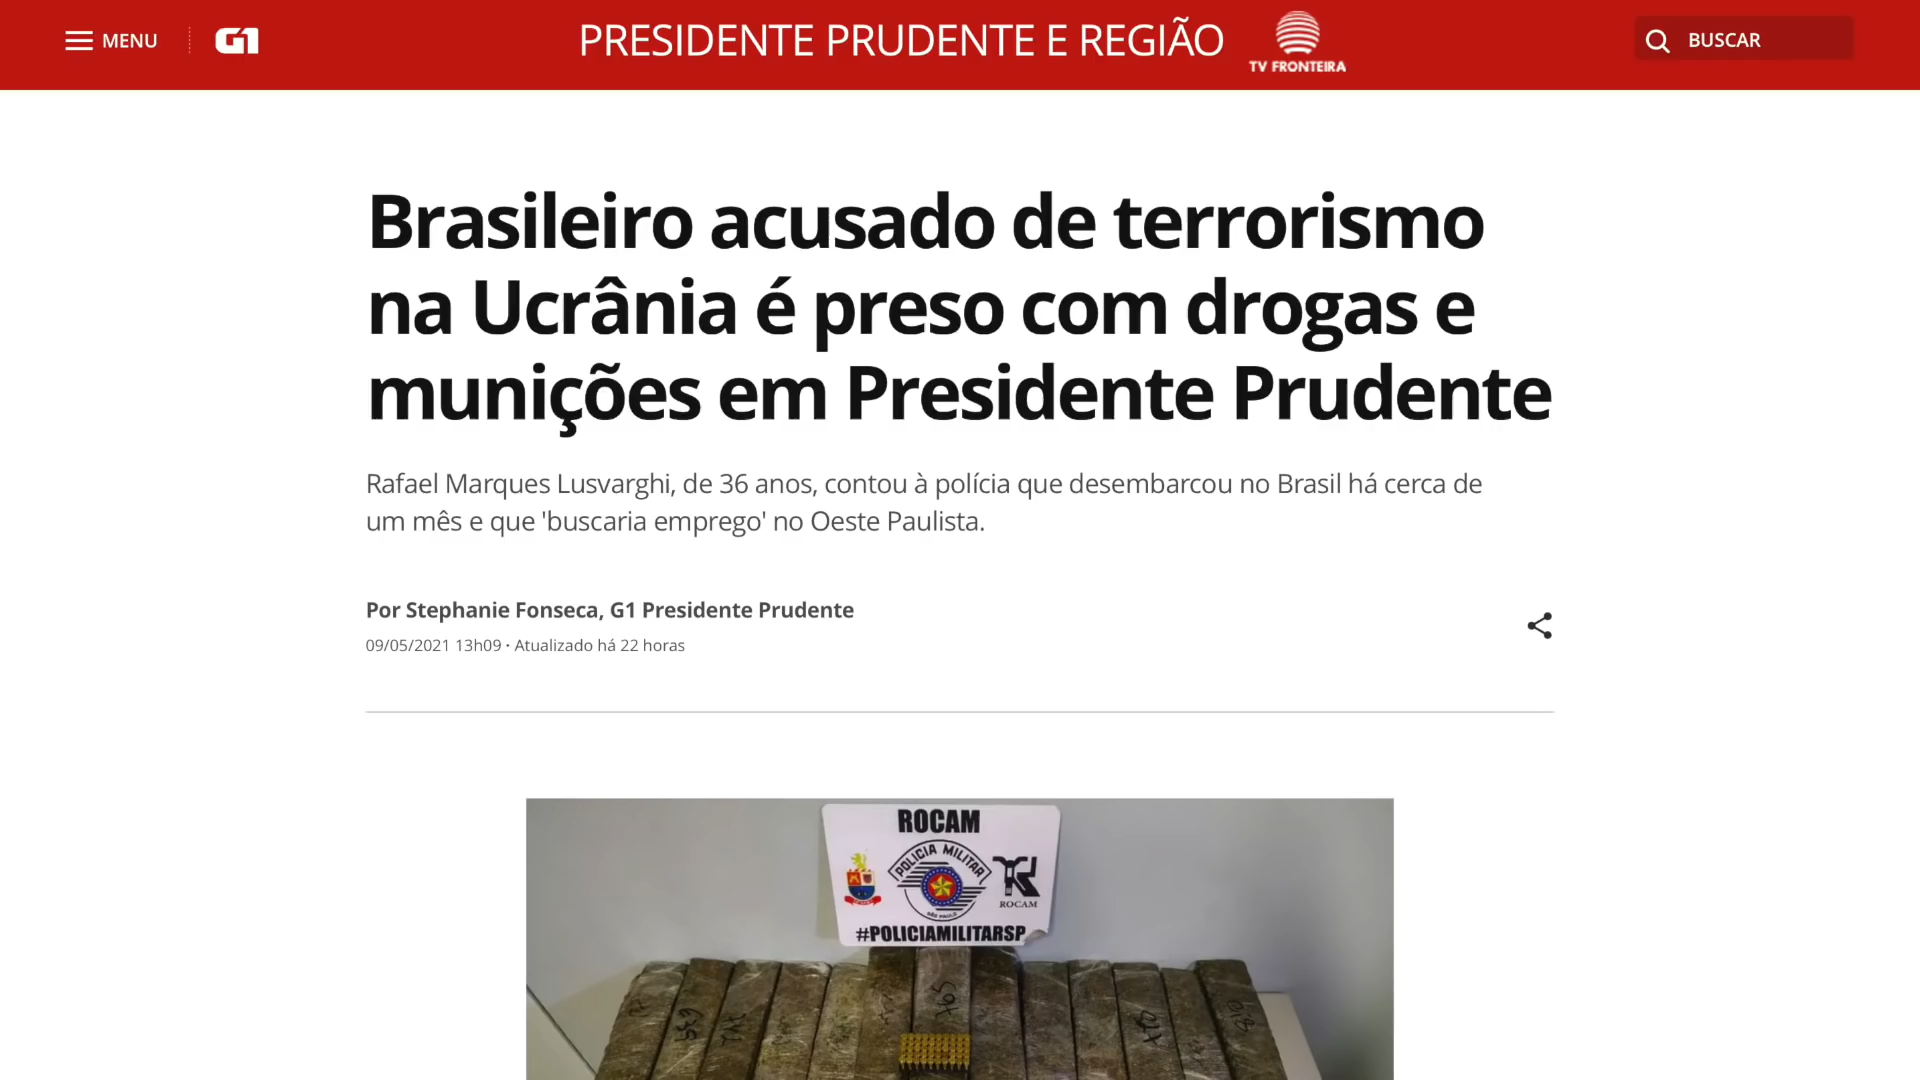 MENU
G1
PRESIDENTE PRUDENTE E REGIÃO
TV FRONTEIRA
BUSCAR
Brasileiro acusado de terrorismo
na Ucrânia é preso com drogas e
munições em Presidente Prudente
Rafael Marques Lusvarghi, de 36 anos, contou à polícia que desembarcou no Brasil há cerca de
um mês e que 'buscaria emprego' no Oeste Paulista.
Por Stephanie Fonseca, G1 Presidente Prudente
09/05/2021 13h09 · Atualizado há 22 horas
ROCAM
POLICIA MILITAR
SÃO PAULO
ROCAM
#POLICIAMILITARSP